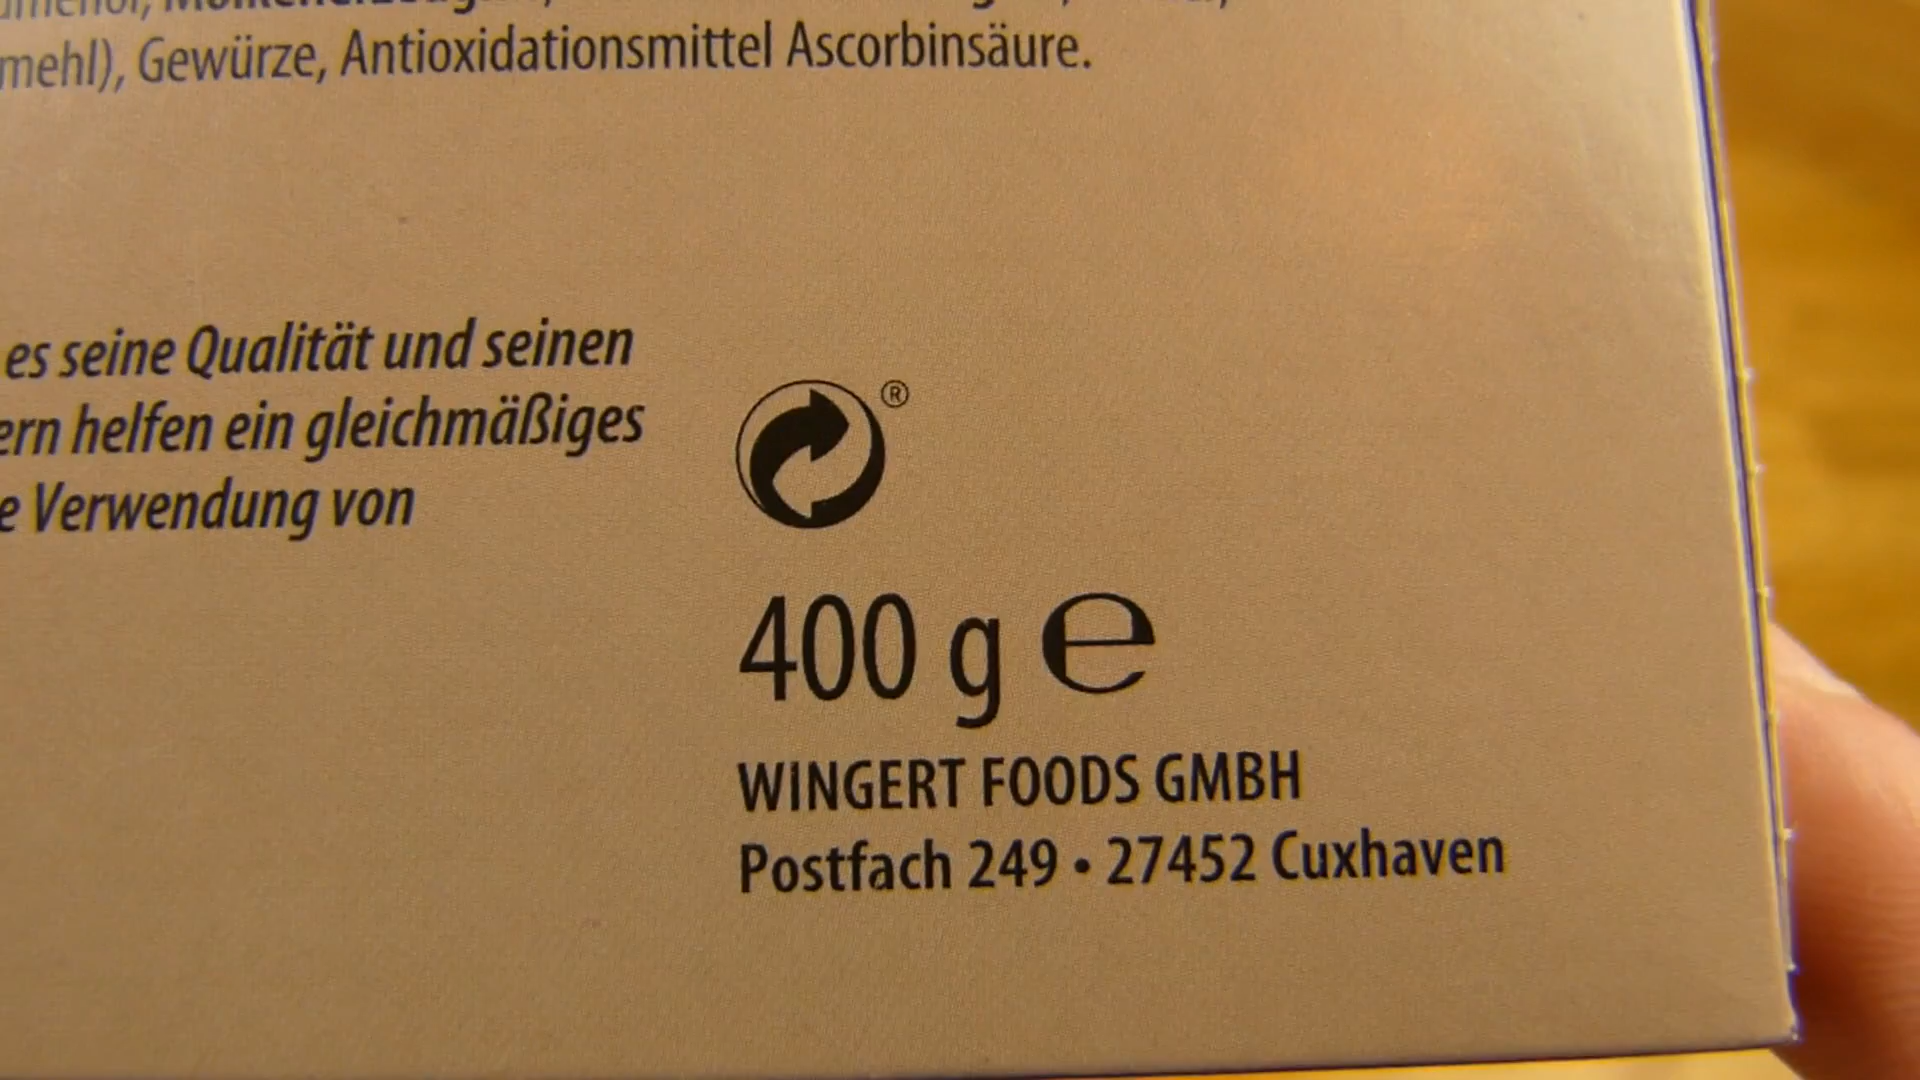 mehl), Gewürze, Antioxidationsmittel Ascorbinsäure.
es seine Qualität und seinen
ern helfen ein gleichmäßiges
e Verwendung von
®
400 g e
WINGERT FOODS GMBH
Postfach 249 • 27452 Cuxhaven